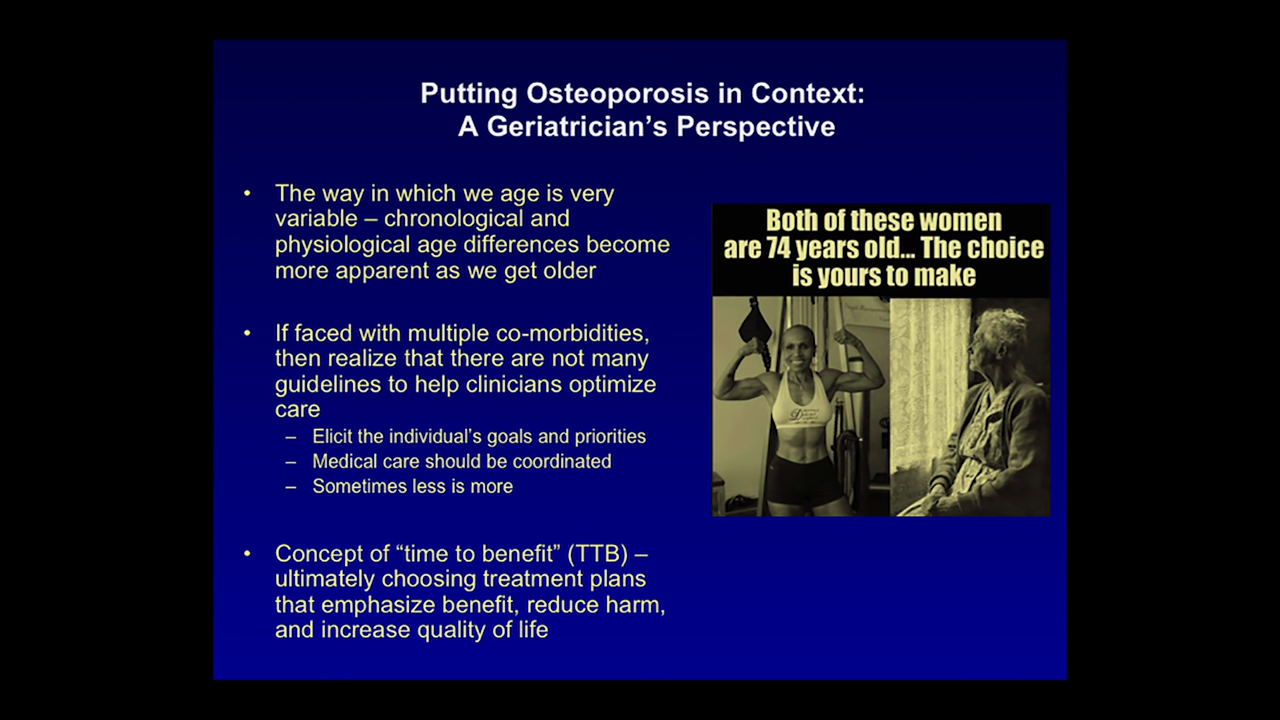 Putting Osteoporosis in Context:
A Geriatrician’s Perspective
• The way in which we age is very
variable – chronological and
physiological age differences become
more apparent as we get older
• If faced with multiple co-morbidities,
then realize that there are not many
guidelines to help clinicians optimize
care
– Elicit the individual’s goals and priorities
– Medical care should be coordinated
– Sometimes less is more
• Concept of “time to benefit” (TTB) –
ultimately choosing treatment plans
that emphasize benefit, reduce harm,
and increase quality of life
Both of these women
are 74 years old... The choice
is yours to make